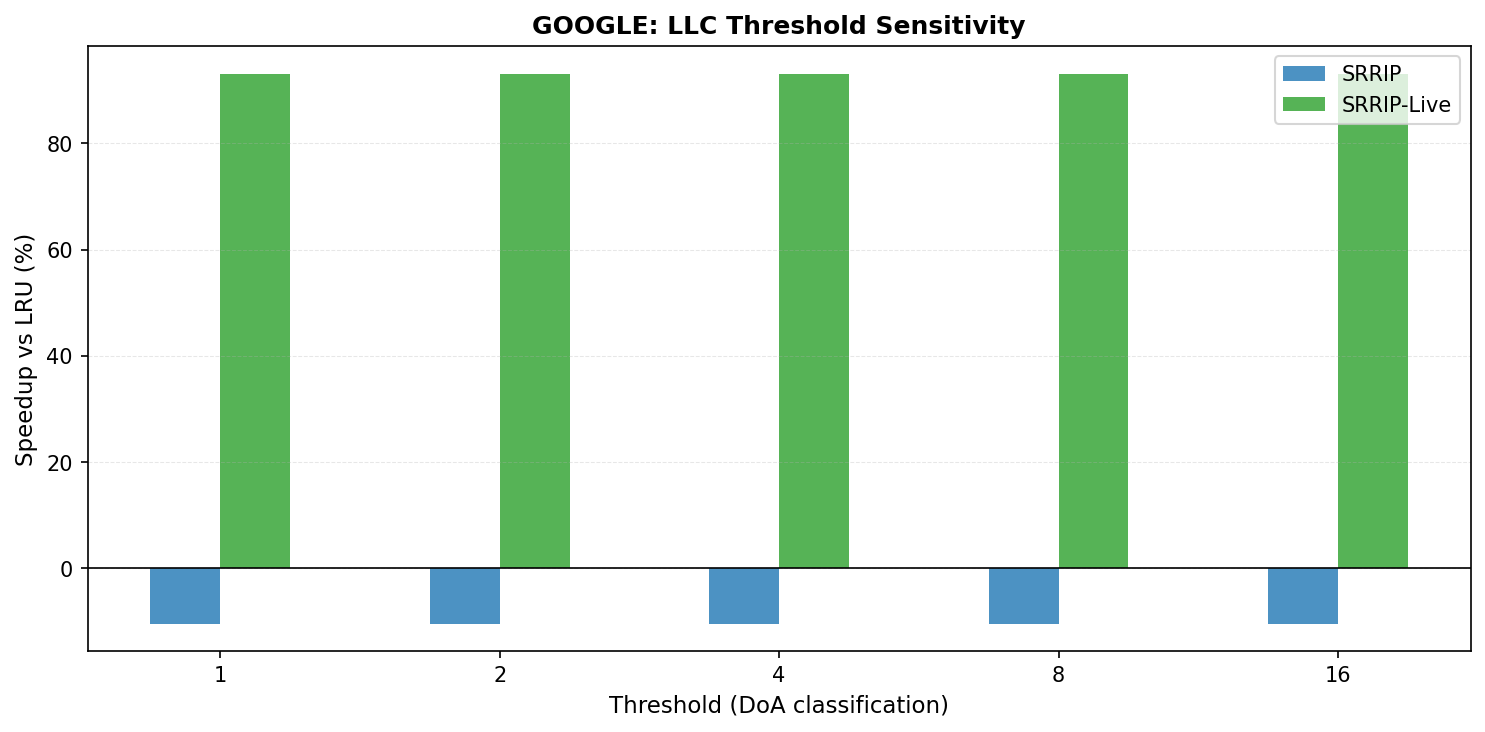 GOOGLE: LLC Threshold Sensitivity
SRRIP
SRRIP-Live
Speedup vs LRU (%)
80
60
40
20
0
1 2 4 8 16
Threshold (DoA classification)